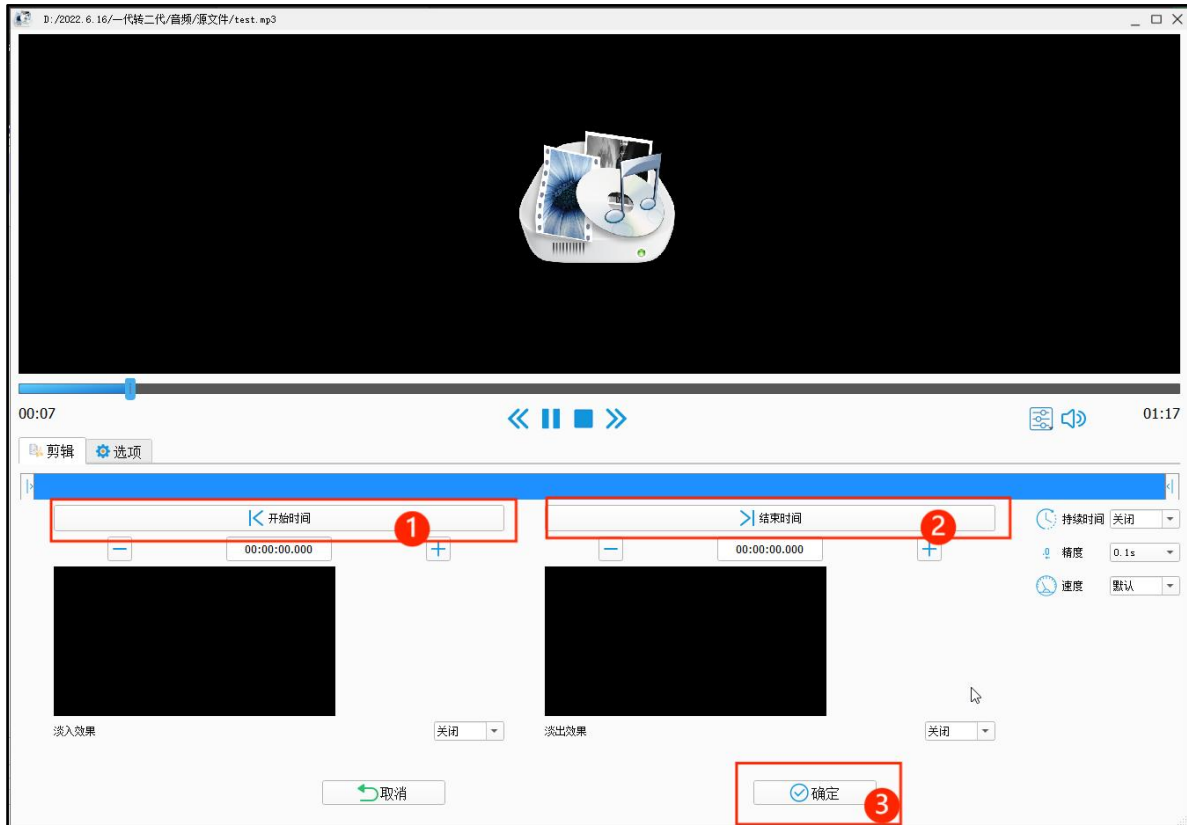 D:/2022.6.16/一代转二代/音频/源文件/test.mp3
00:07
01:17
剪辑
选项
开始时间
1
结束时间
2
持续时间 关闭
00:00:00.000
00:00:00.000
精度 0.1s
速度 默认
淡入效果 关闭
淡出效果 关闭
取消
确定
3